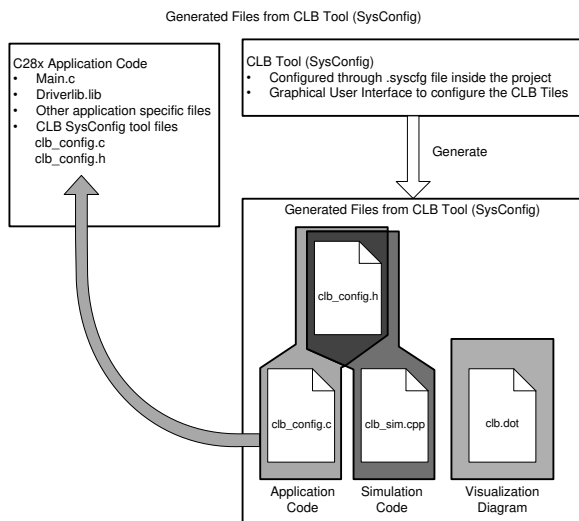 Generated Files from CLB Tool (SysConfig)
C28x Application Code
• Main.c
• Driverlib.lib
• Other application specific files
• CLB SysConfig tool files
clb_config.c
clb_config.h
CLB Tool (SysConfig)
• Configured through .syscfg file inside the project
• Graphical User Interface to configure the CLB Tiles
Generate
Generated Files from CLB Tool (SysConfig)
clb_config.h
clb_config.c
clb_sim.cpp
clb.dot
Application
Code
Simulation
Code
Visualization
Diagram